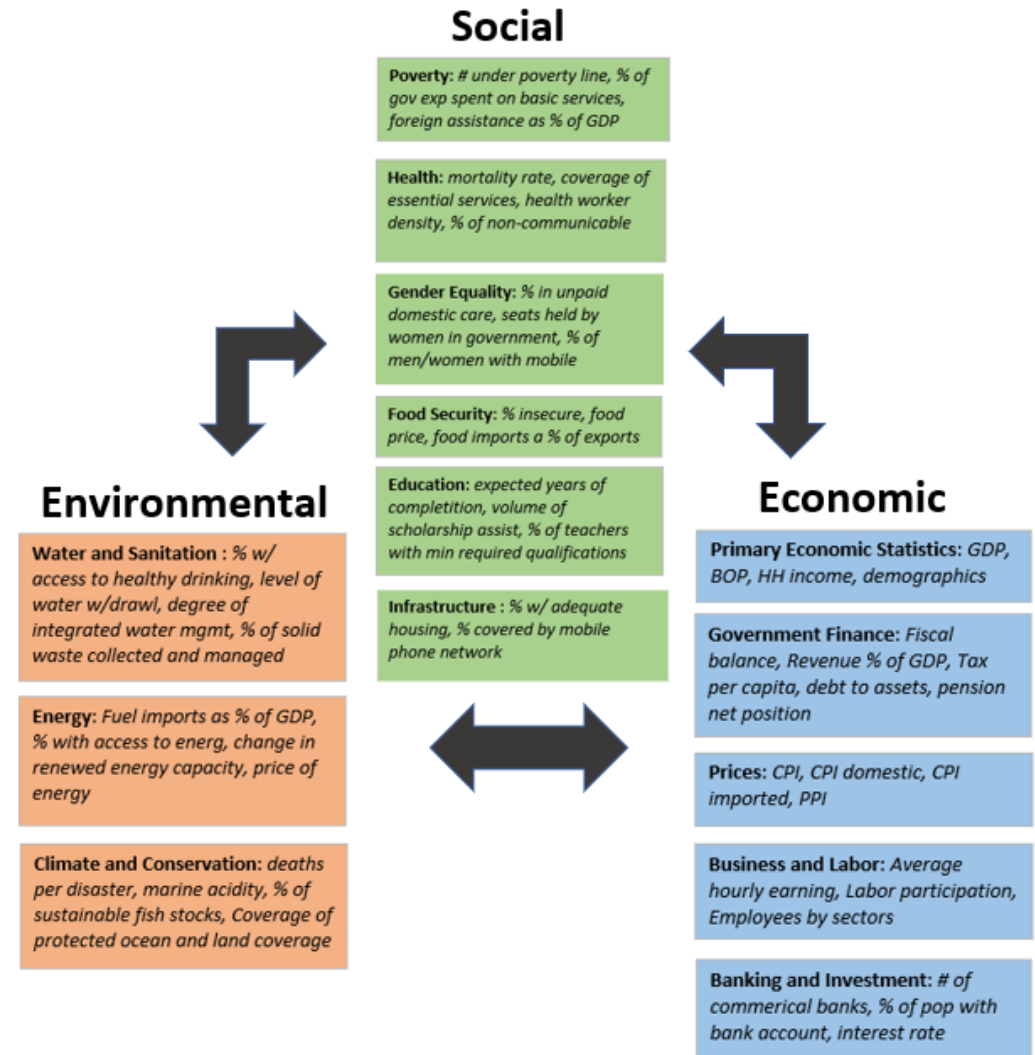 Social
Poverty: # under poverty line, % of
gov exp spent on basic services,
foreign assistance as % of GDP
Health: mortality rate, coverage of
essential services, health worker
density, % of non-communicable
Gender Equality: % in unpaid
domestic care, seats held by
women in government, % of
men/women with mobile
Food Security: % insecure, food
price, food imports a % of exports
Education: expected years of
completition, volume of
scholarship assist, % of teachers
with min required qualifications
Infrastructure : % w/ adequate
housing, % covered by mobile
phone network
Environmental
Water and Sanitation : % w/
access to healthy drinking, level of
water w/drawl, degree of
integrated water mgmt, % of solid
waste collected and managed
Energy: Fuel imports as % of GDP,
% with access to energ, change in
renewed energy capacity, price of
energy
Climate and Conservation: deaths
per disaster, marine acidity, % of
sustainable fish stocks, Coverage of
protected ocean and land coverage
Economic
Primary Economic Statistics: GDP,
BOP, HH income, demographics
Government Finance: Fiscal
balance, Revenue % of GDP, Tax
per capita, debt to assets, pension
net position
Prices: CPI, CPI domestic, CPI
imported, PPI
Business and Labor: Average
hourly earning, Labor participation,
Employees by sectors
Banking and Investment: # of
commerical banks, % of pop with
bank account, interest rate